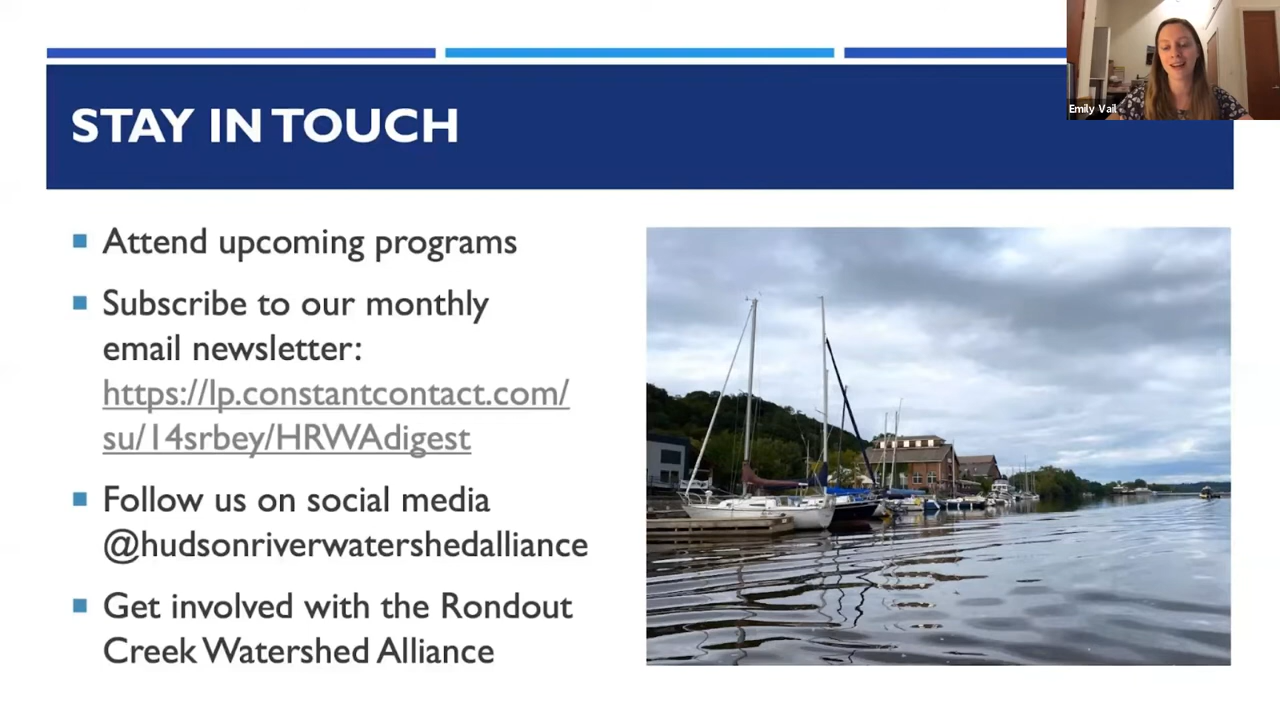 STAY IN TOUCH
Emily Vail
Attend upcoming programs
Subscribe to our monthly
email newsletter:
https://lp.constantcontact.com/
su/14srbey/HRWAdigest
Follow us on social media
@hudsonriverwatershedalliance
Get involved with the Rondout
Creek Watershed Alliance